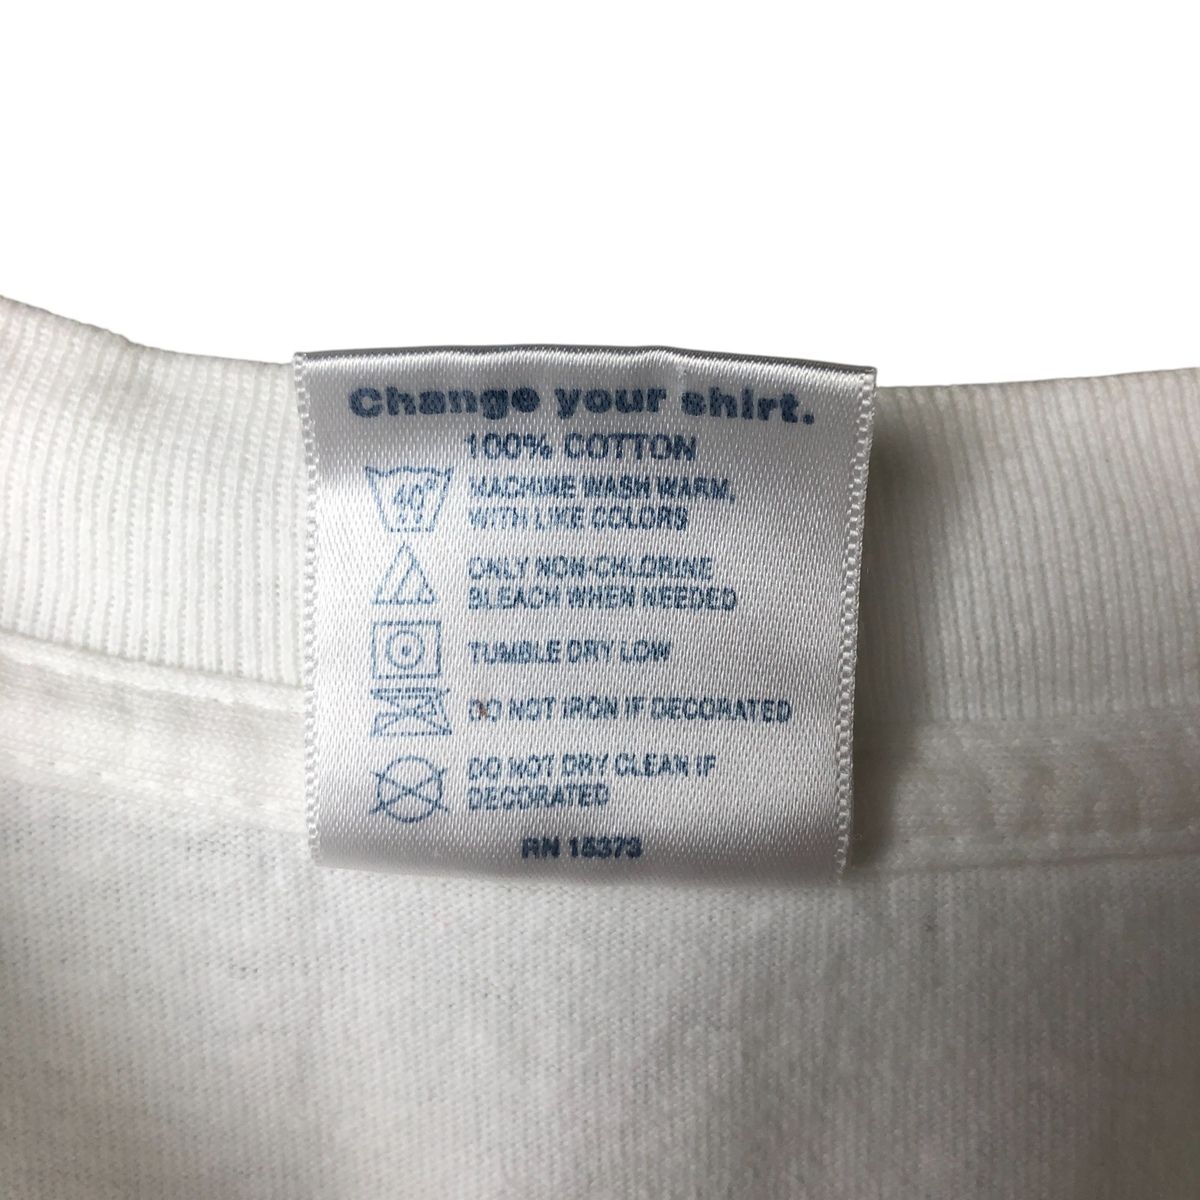 Change your shirt.
100% COTTON
40°
MACHINE WASH WARM,
WITH LIKE COLORS
ONLY NON-CHLORINE
BLEACH WHEN NEEDED
TUMBLE DRY LOW
DO NOT IRON IF DECORATED
DO NOT DRY CLEAN IF
DECORATED
RN 15373